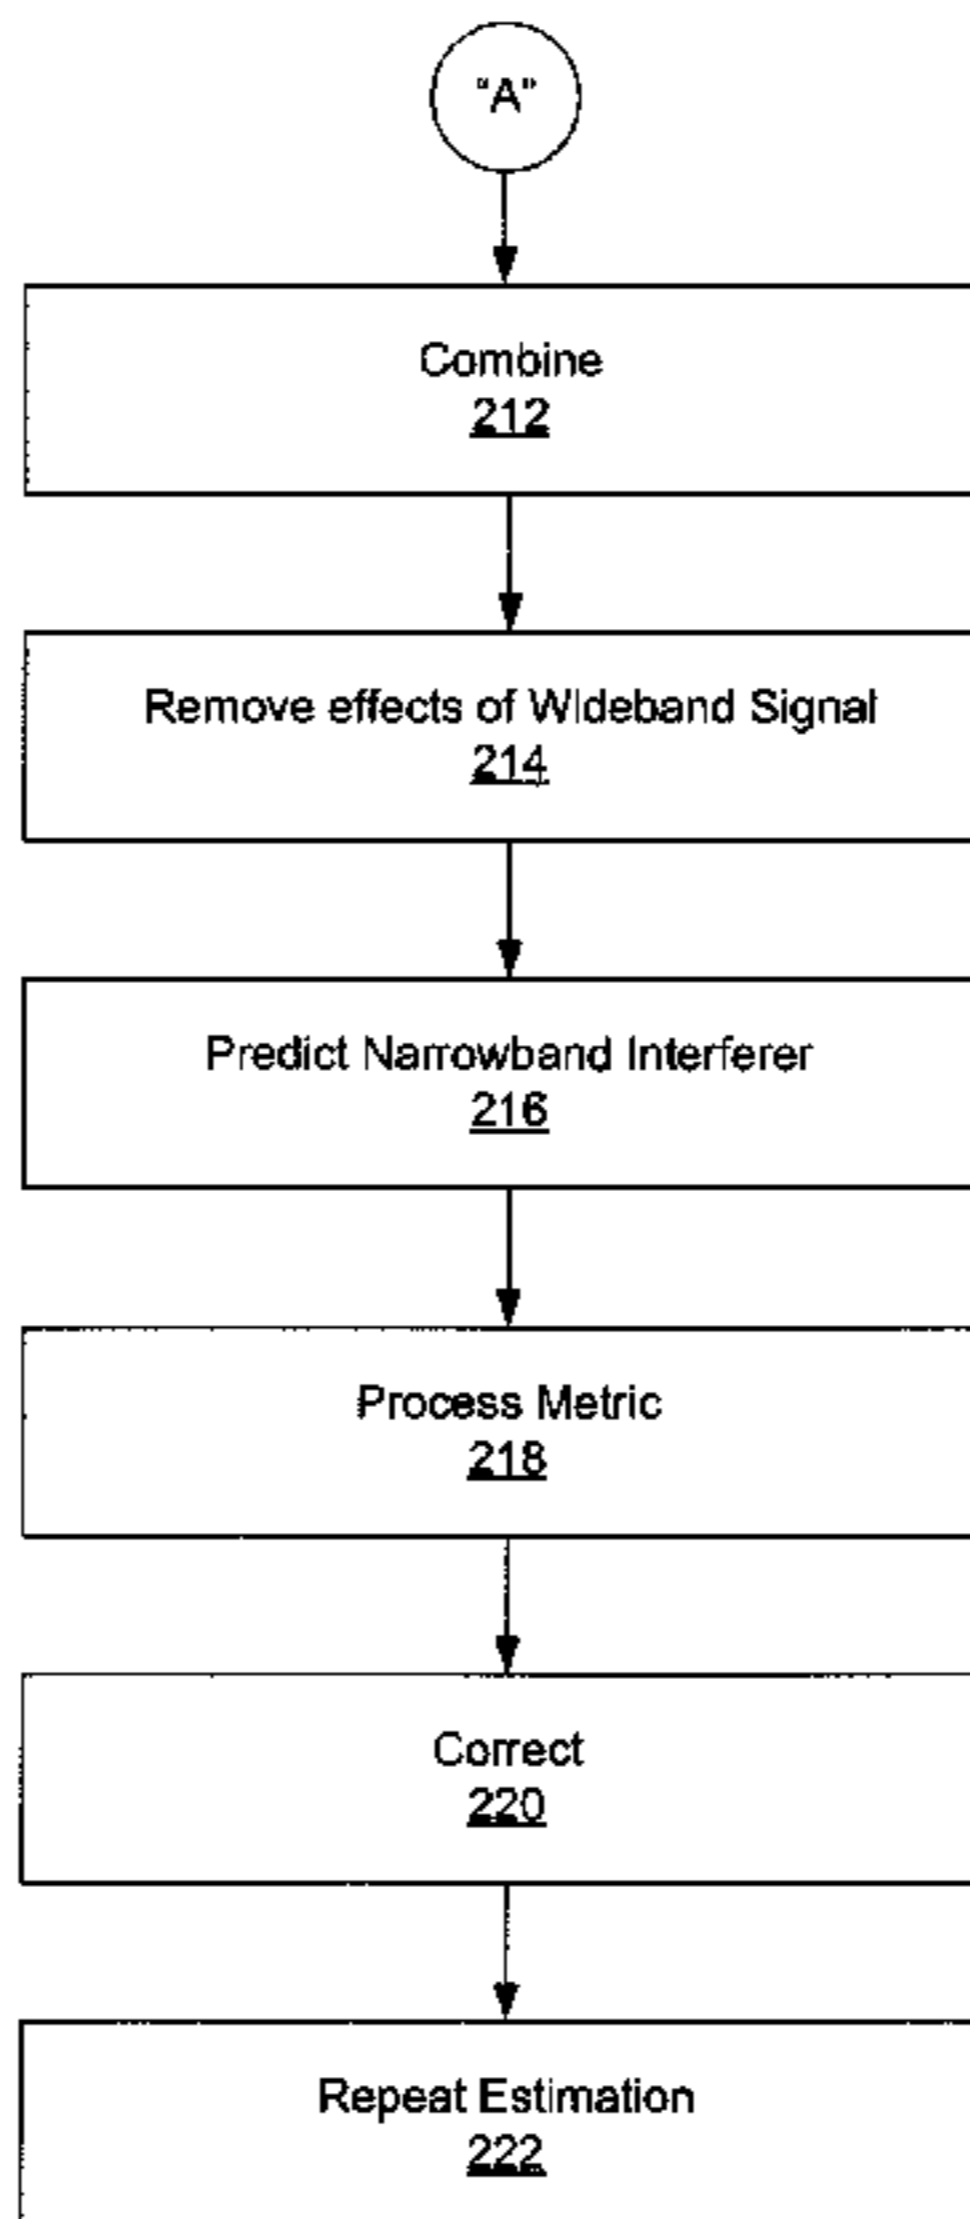 "A"
Combine
212
Remove effects of Wideband Signal
214
Predict Narrowband Interferer
216
Process Metric
218
Correct
220
Repeat Estimation
222